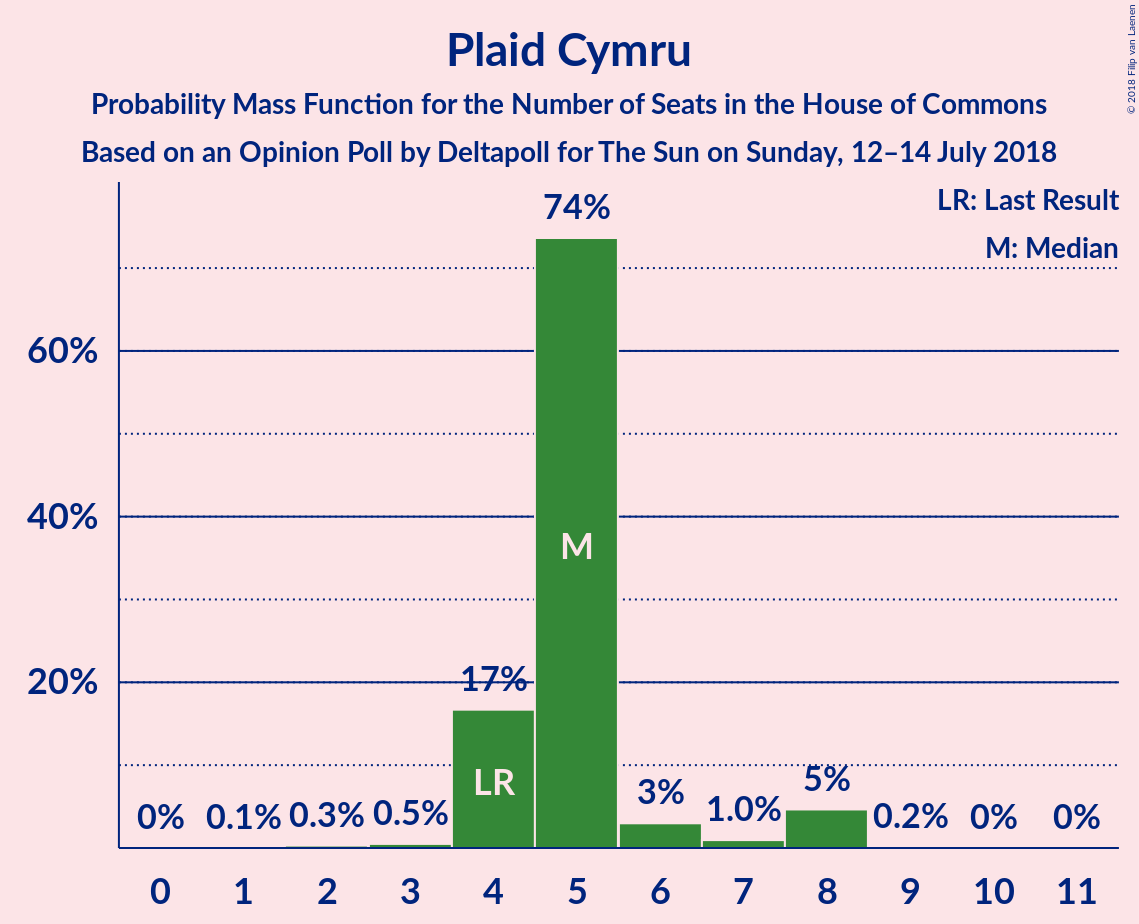 Plaid Cymru
Probability Mass Function for the Number of Seats in the House of Commons
Based on an Opinion Poll by Deltapoll for The Sun on Sunday, 12–14 July 2018
© 2018 Filip van Laenen
LR: Last Result
M: Median
60%
40%
20%
0%
0.1%
0.3%
0.5%
17%
74%
3%
1.0%
5%
0.2%
0%
0%
LR
M
0 1 2 3 4 5 6 7 8 9 10 11